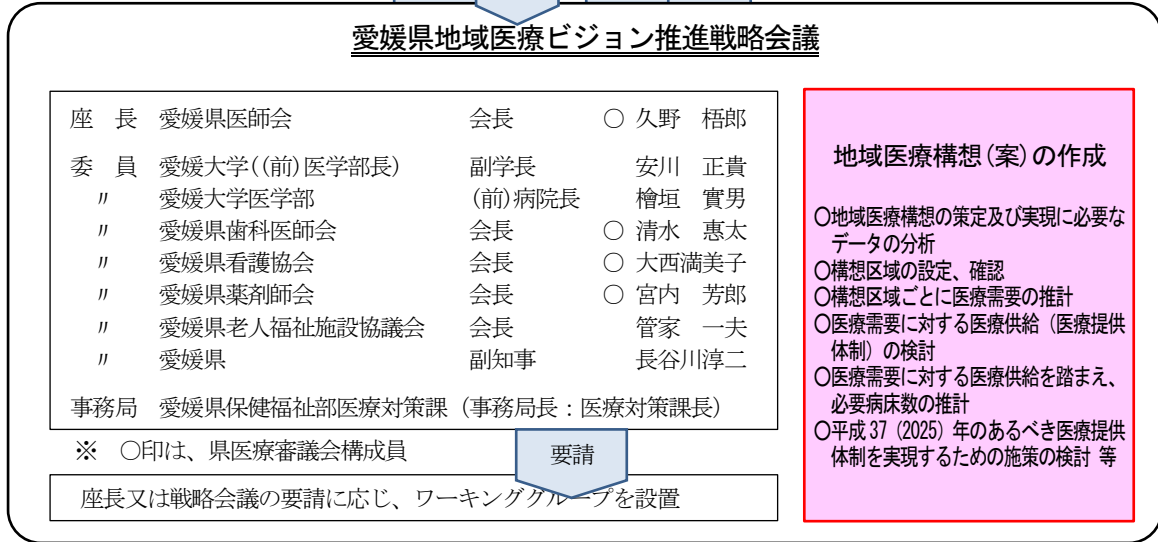 愛媛県地域医療ビジョン推進戦略会議
座　長　愛媛県医師会　会長　○ 久野　梧郎
委　員　愛媛大学((前)医学部長)　副学長　安川　正貴
〃　愛媛大学医学部　(前)病院長　檜垣　實男
〃　愛媛県歯科医師会　会長　○ 清水　惠太
〃　愛媛県看護協会　会長　○ 大西満美子
〃　愛媛県薬剤師会　会長　○ 宮内　芳郎
〃　愛媛県老人福祉施設協議会　会長　管家　一夫
〃　愛媛県　副知事　長谷川淳二
事務局　愛媛県保健福祉部医療対策課（事務局長：医療対策課長）
※　○印は、県医療審議会構成員
要請
座長又は戦略会議の要請に応じ、ワーキンググループを設置
地域医療構想(案)の作成
○地域医療構想の策定及び実現に必要な
データの分析
○構想区域の設定、確認
○構想区域ごとに医療需要の推計
○医療需要に対する医療供給（医療提供
体制）の検討
○医療需要に対する医療供給を踏まえ、
必要病床数の推計
○平成37（2025）年のあるべき医療提供
体制を実現するための施策の検討 等